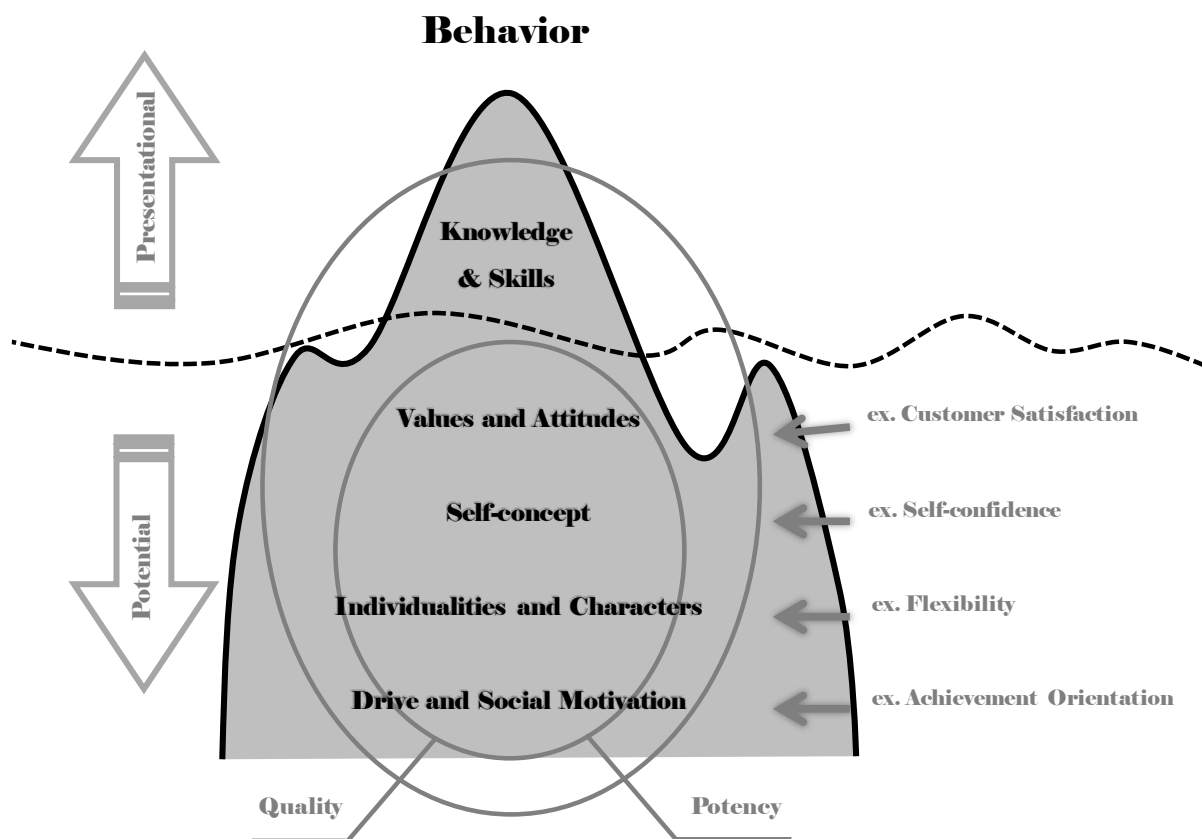 Behavior
Presentational
Knowledge
& Skills
Values and Attitudes
ex. Customer Satisfaction
Self-concept
ex. Self-confidence
Potential
Individualities and Characters
ex. Flexibility
Drive and Social Motivation
ex. Achievement Orientation
Quality
Potency